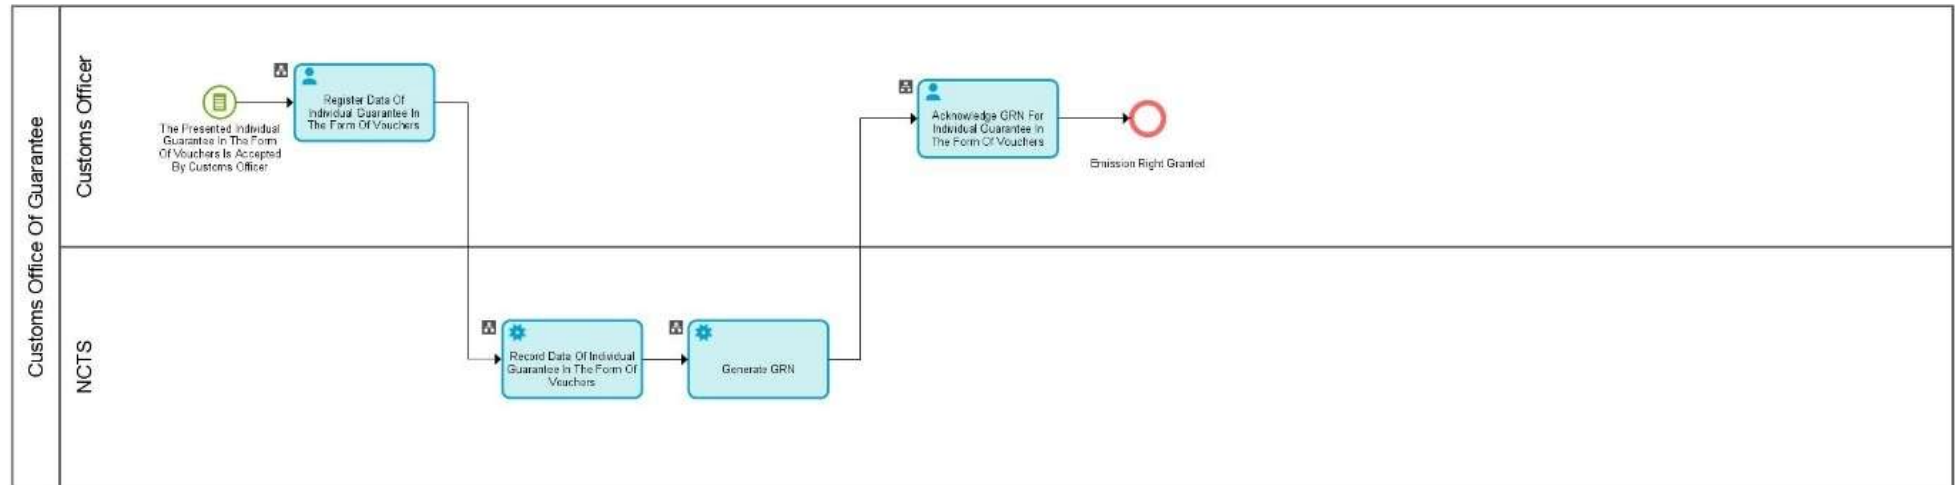 Customs Office Of Guarantee
Customs Officer
The Presented Individual
Guarantee In The Form
Of Vouchers Is Accepted
By Customs Officer
Register Data Of
Individual Guarantee In
The Form Of Vouchers
Acknowledge GRN For
Individual Guarantee In
The Form Of Vouchers
Emission Right Granted
NCTS
Record Data Of Individual
Guarantee In The Form Of
Vouchers
Generate GRN